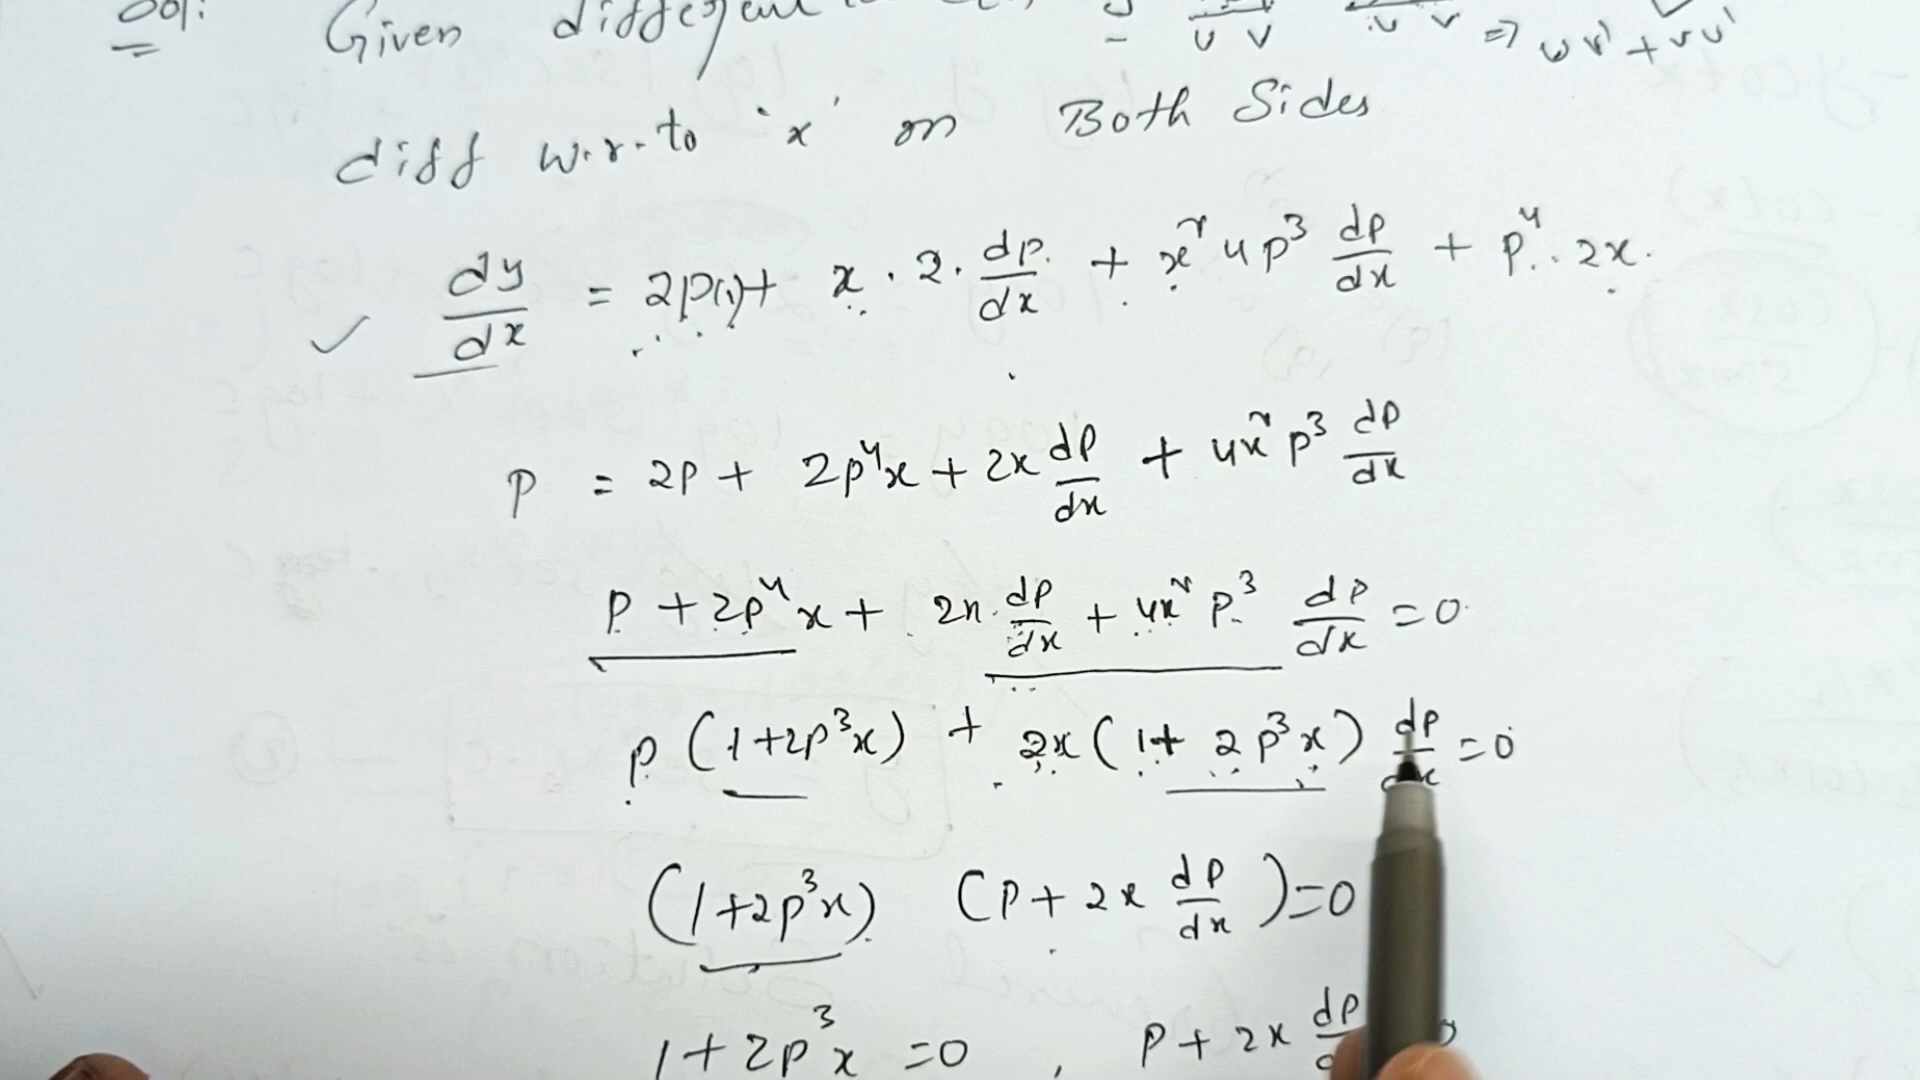 Sol: Given different
u v u v => uv' + vu'
diff w.r.to 'x' on Both Sides
dy/dx = 2p(1) + x · 2 · dp/dx + x² 4p³ dp/dx + p⁴ · 2x.
p = 2p + 2p⁴x + 2x dp/dx + 4x² p³ dp/dx
p + 2p⁴x + 2x · dp/dx + 4x² p³ dp/dx = 0
p (1+2p³x) + 2x (1+ 2p³x) dp/dx = 0
(1+2p³x) (p + 2x dp/dx) = 0
1 + 2p³x = 0 , p + 2x dp